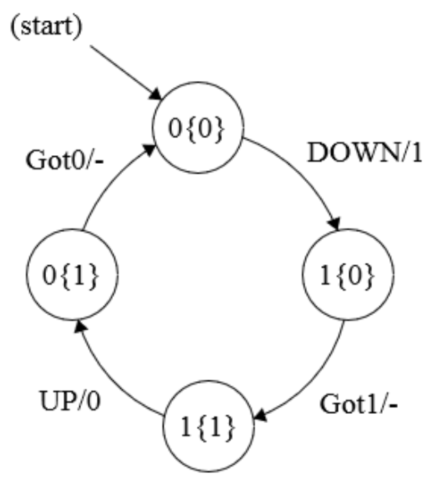 (start)
0{0}
DOWN/1
Got0/-
0{1}
1{0}
UP/0
Got1/-
1{1}